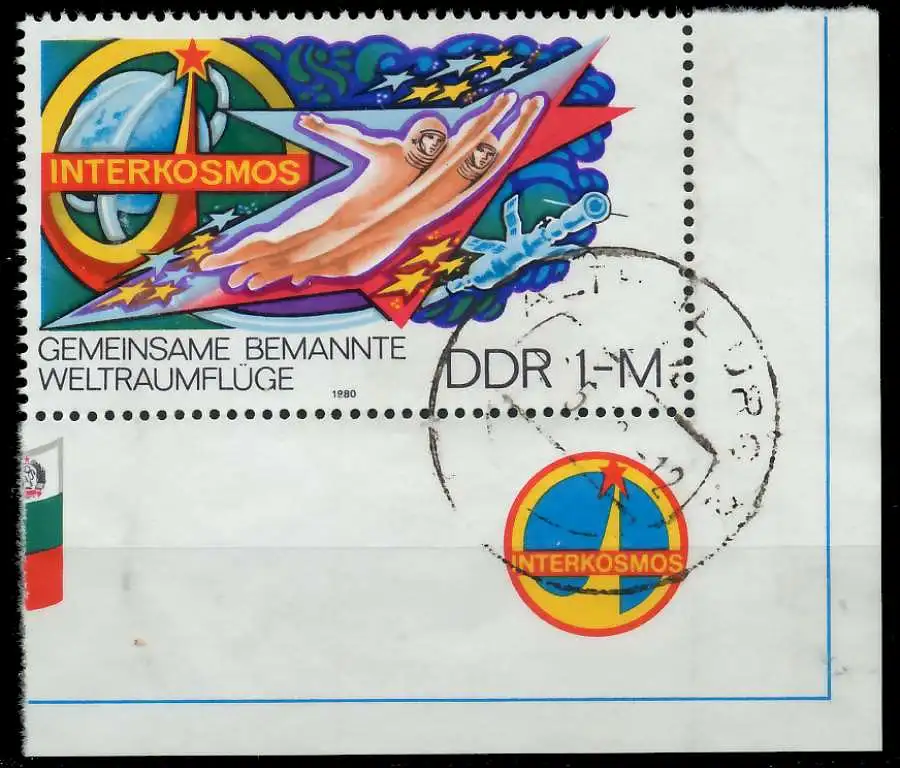 INTERKOSMOS
GEMEINSAME BEMANNTE
WELTRAUMFLÜGE
1980
DDR 1-M
INTERKOSMOS